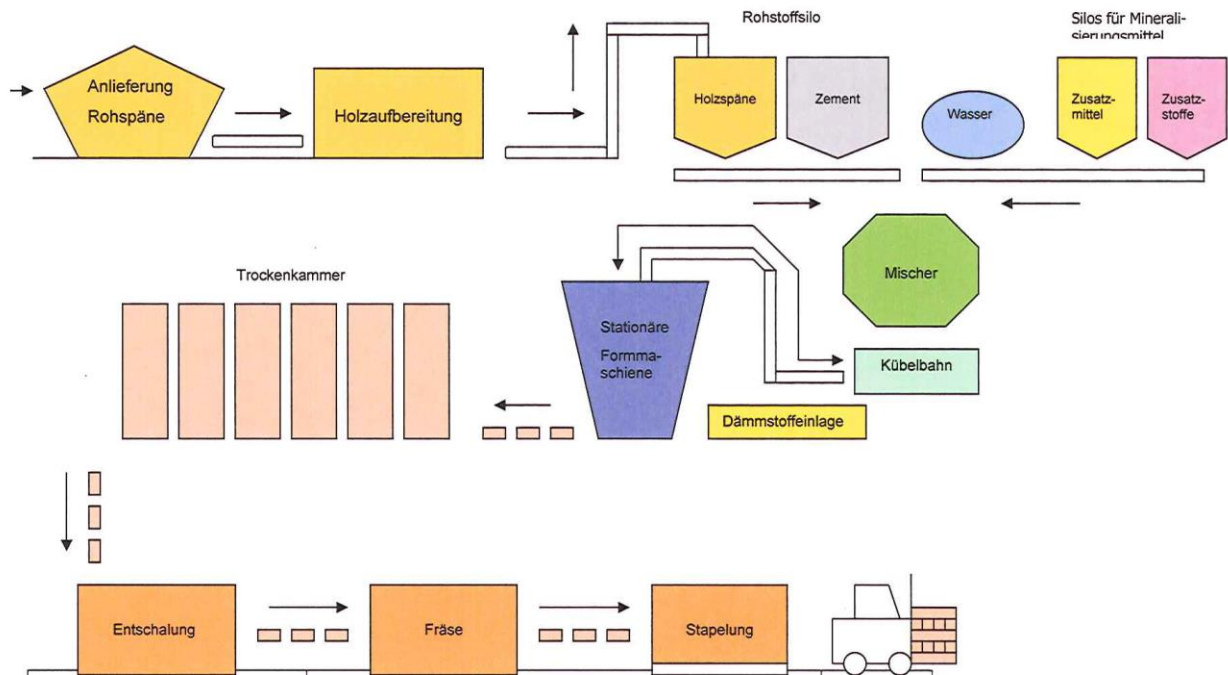 Rohstoffsilo
Silos für Minerali-
sierungsmittel
Anlieferung
Rohspäne
Holzaufbereitung
Holzspäne
Zement
Wasser
Zusatz-
mittel
Zusatz-
stoffe
Mischer
Trockenkammer
Stationäre
Formma-
schiene
Kübelbahn
Dämmstoffeinlage
Entschalung
Fräse
Stapelung